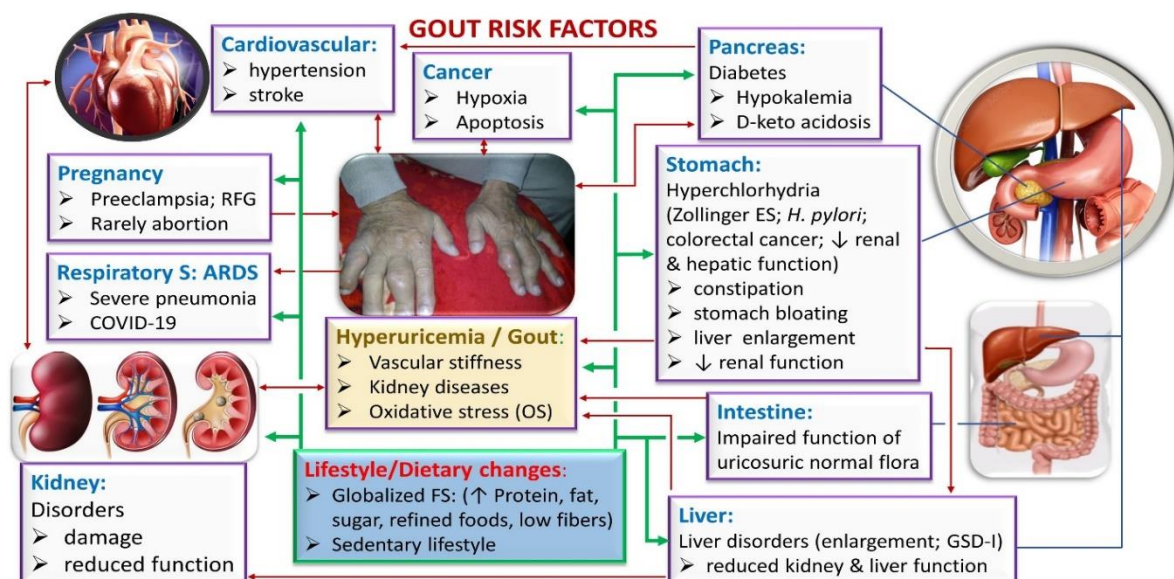 GOUT RISK FACTORS
Cardiovascular:
➢ hypertension
➢ stroke
Cancer
➢ Hypoxia
➢ Apoptosis
Pancreas:
Diabetes
➢ Hypokalemia
➢ D-keto acidosis
Pregnancy
➢ Preeclampsia; RFG
➢ Rarely abortion
Stomach:
Hyperchlorhydria
(Zollinger ES; H. pylori;
colorectal cancer; ↓ renal
& hepatic function)
➢ constipation
➢ stomach bloating
➢ liver enlargement
➢ ↓ renal function
Respiratory S: ARDS
➢ Severe pneumonia
➢ COVID-19
Hyperuricemia / Gout:
➢ Vascular stiffness
➢ Kidney diseases
➢ Oxidative stress (OS)
Intestine:
Impaired function of
uricosuric normal flora
Lifestyle/Dietary changes:
➢ Globalized FS: (↑ Protein, fat,
sugar, refined foods, low fibers)
➢ Sedentary lifestyle
Kidney:
Disorders
➢ damage
➢ reduced function
Liver:
Liver disorders (enlargement; GSD-I)
➢ reduced kidney & liver function